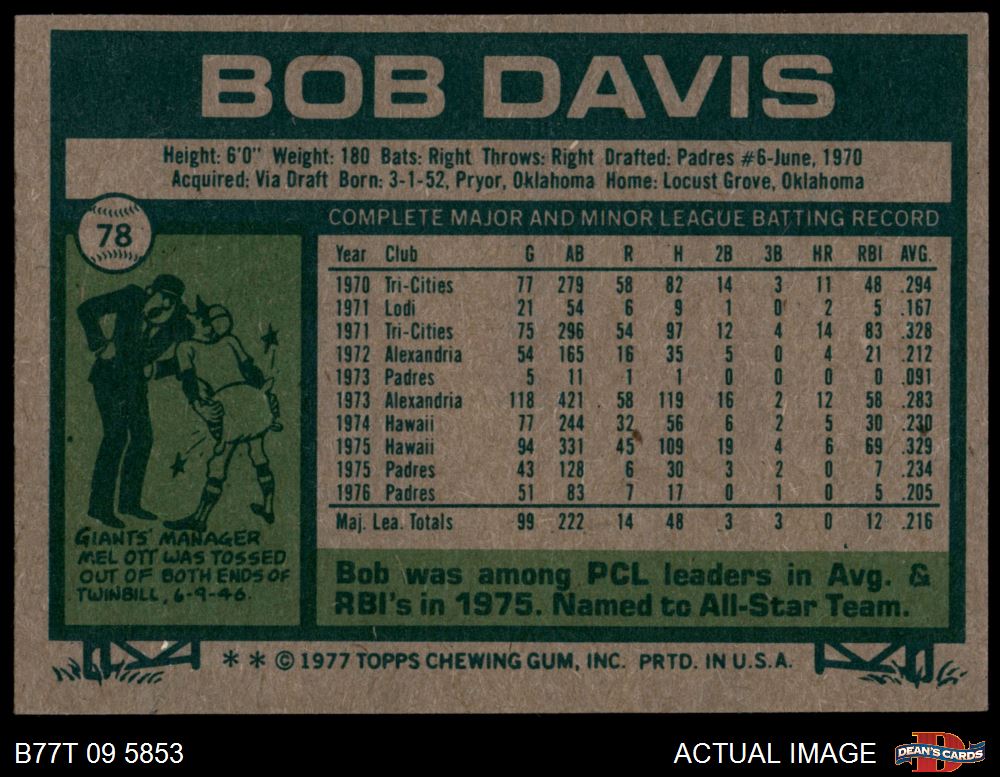 BOB DAVIS
Height: 6'0" Weight: 180 Bats: Right Throws: Right Drafted: Padres #6-June, 1970
Acquired: Via Draft Born: 3-1-52, Pryor, Oklahoma Home: Locust Grove, Oklahoma
78
COMPLETE MAJOR AND MINOR LEAGUE BATTING RECORD
Year Club G AB R H 2B 3B HR RBI AVG.
1970 Tri-Cities 77 279 58 82 14 3 11 48 .294
1971 Lodi 21 54 6 9 1 0 2 5 .167
1971 Tri-Cities 75 296 54 97 12 4 14 83 .328
1972 Alexandria 54 165 16 35 5 0 4 21 .212
1973 Padres 5 11 1 1 0 0 0 0 .091
1973 Alexandria 118 421 58 119 16 2 12 58 .283
1974 Hawaii 77 244 32 56 6 2 5 30 .230
1975 Hawaii 94 331 45 109 19 4 6 69 .329
1975 Padres 43 128 6 30 3 2 0 7 .234
1976 Padres 51 83 7 17 0 1 0 5 .205
Maj. Lea. Totals 99 222 14 48 3 3 0 12 .216
GIANTS' MANAGER
MEL OTT WAS TOSSED
OUT OF BOTH ENDS OF
TWINBILL, 6-9-46.
Bob was among PCL leaders in Avg. &
RBI's in 1975. Named to All-Star Team.
* * © 1977 TOPPS CHEWING GUM, INC. PRTD. IN U.S.A.
B77T 09 5853
ACTUAL IMAGE
D
DEAN'S CARDS